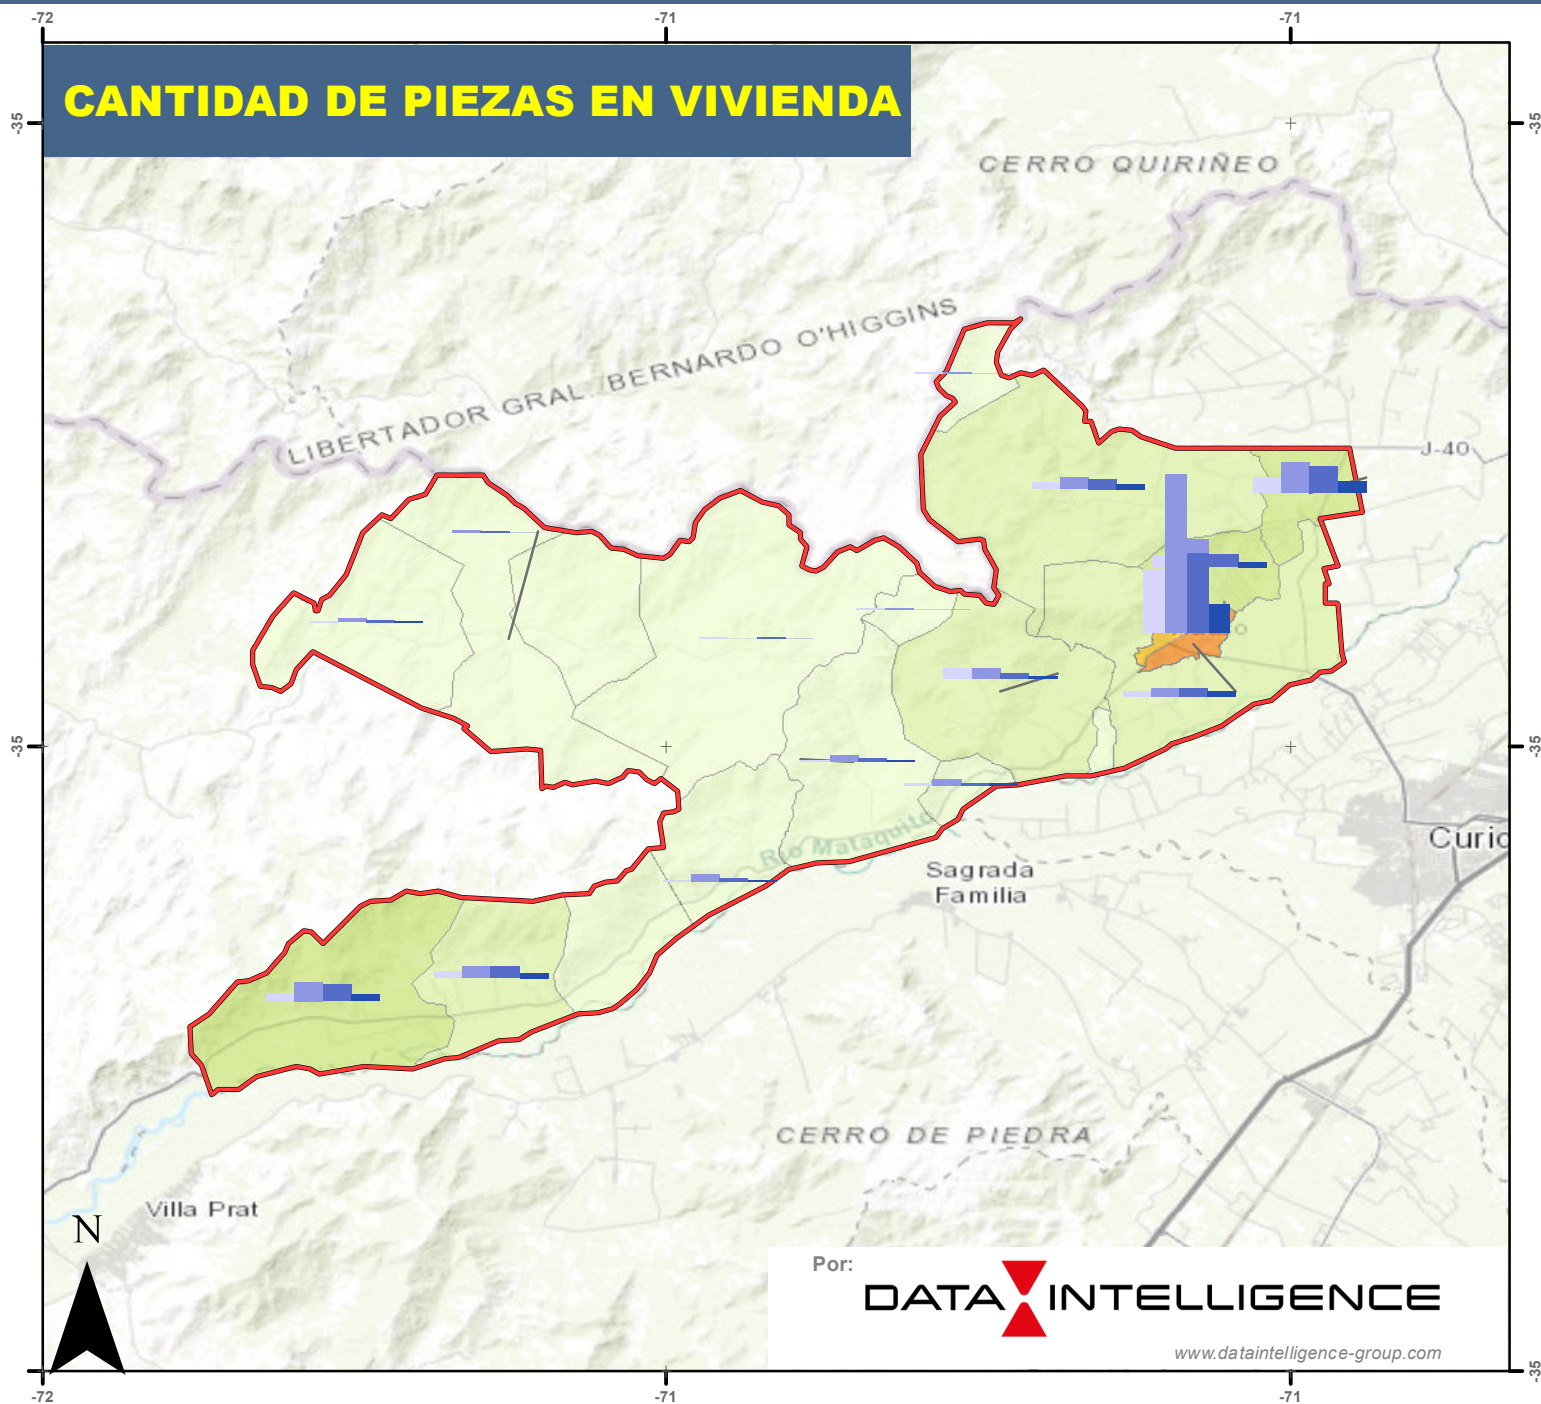 -72
-71
-71
CANTIDAD DE PIEZAS EN VIVIENDA
-35
-35
CERRO QUIRIÑEO
LIBERTADOR GRAL. BERNARDO O'HIGGINS
J-40
-35
-35
Río Mataquito
Curic
Sagrada
Familia
CERRO DE PIEDRA
Villa Prat
N
Por:
DATA INTELLIGENCE
www.dataintelligence-group.com
-35
-72
-71
-71